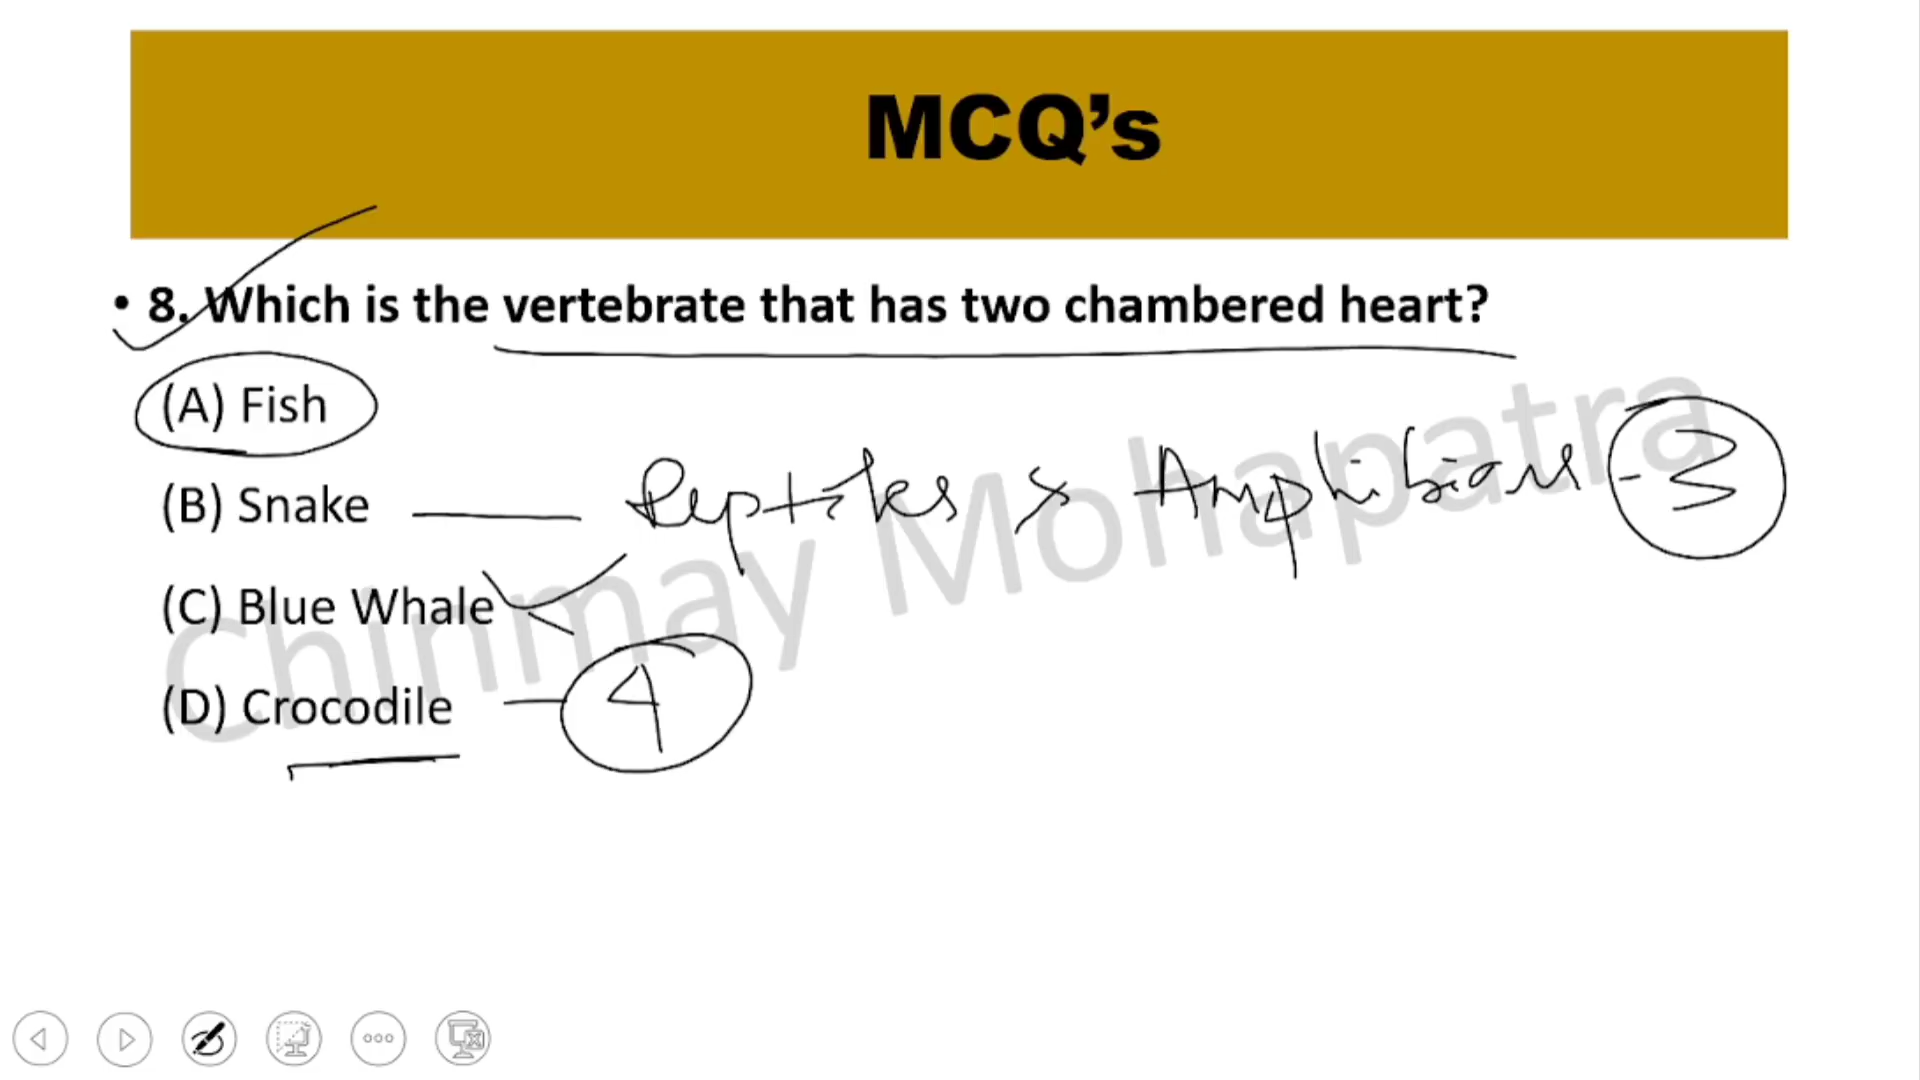 MCQ's
• 8. Which is the vertebrate that has two chambered heart?
(A) Fish
(B) Snake — Reptiles > Amphibians - 3
(C) Blue Whale
(D) Crocodile — 4
Chinmay Mohapatra